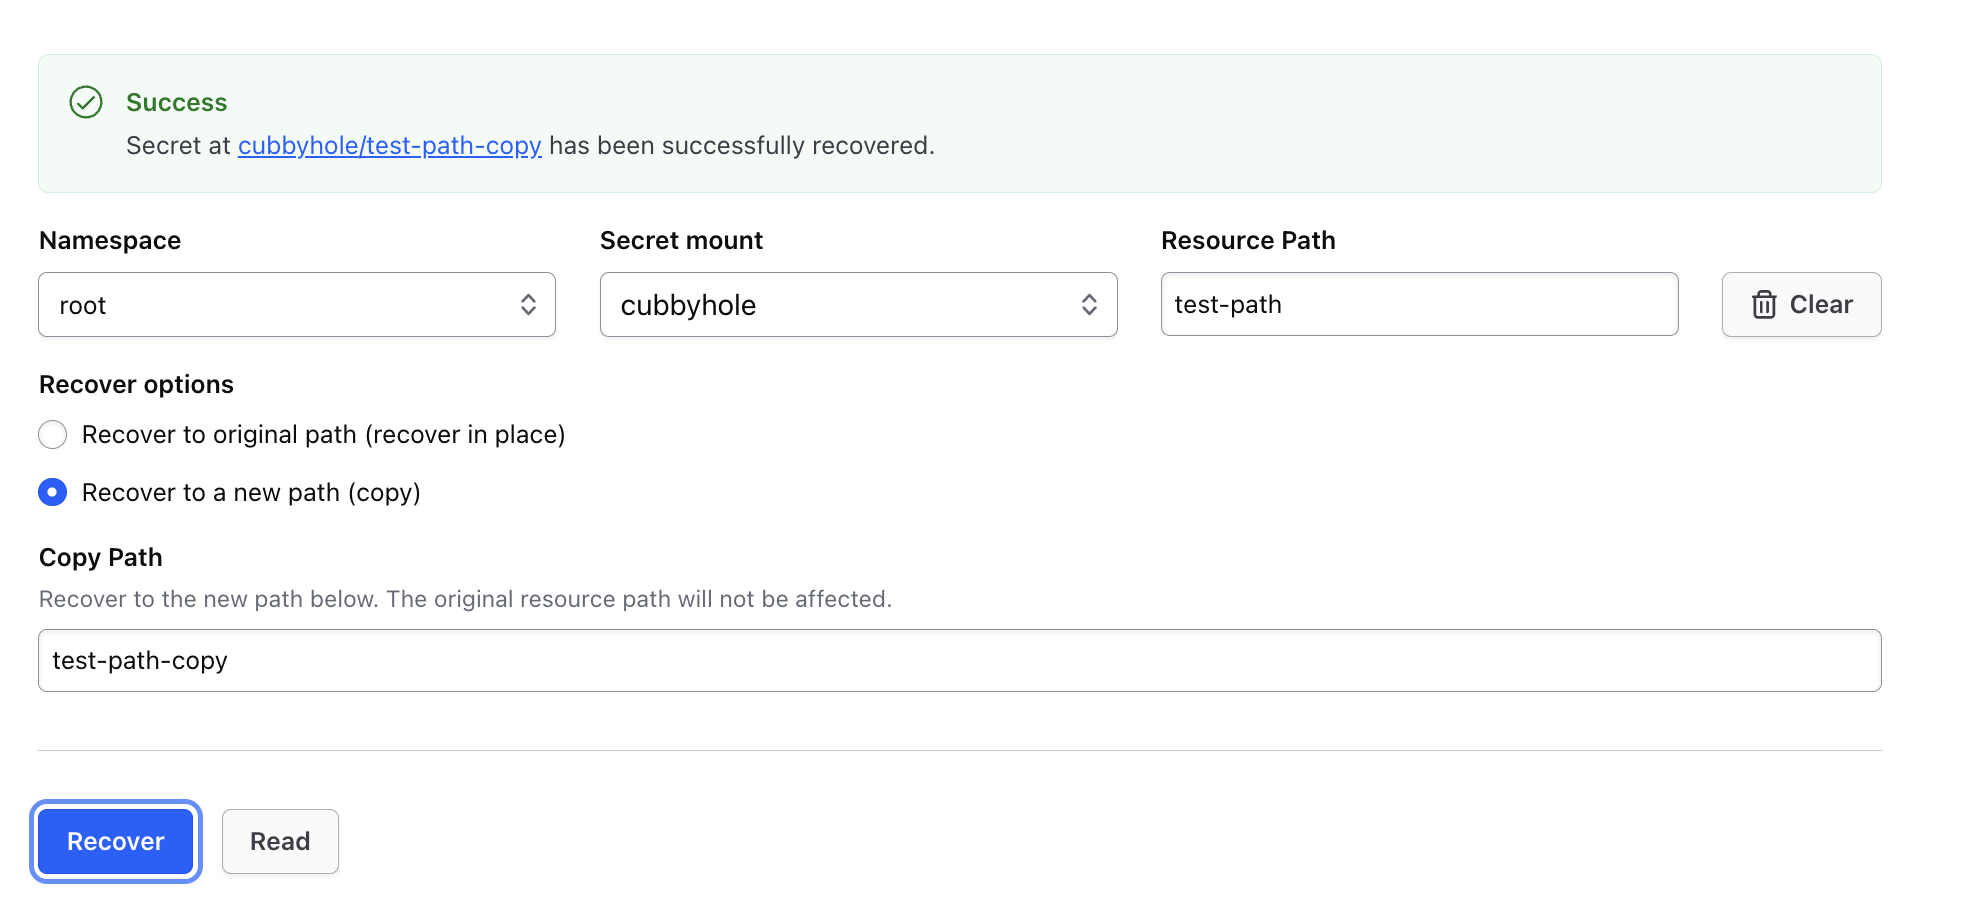 Success
Secret at cubbyhole/test-path-copy has been successfully recovered.
Namespace
Secret mount
Resource Path
root
cubbyhole
test-path
Clear
Recover options
Recover to original path (recover in place)
Recover to a new path (copy)
Copy Path
Recover to the new path below. The original resource path will not be affected.
test-path-copy
Recover
Read